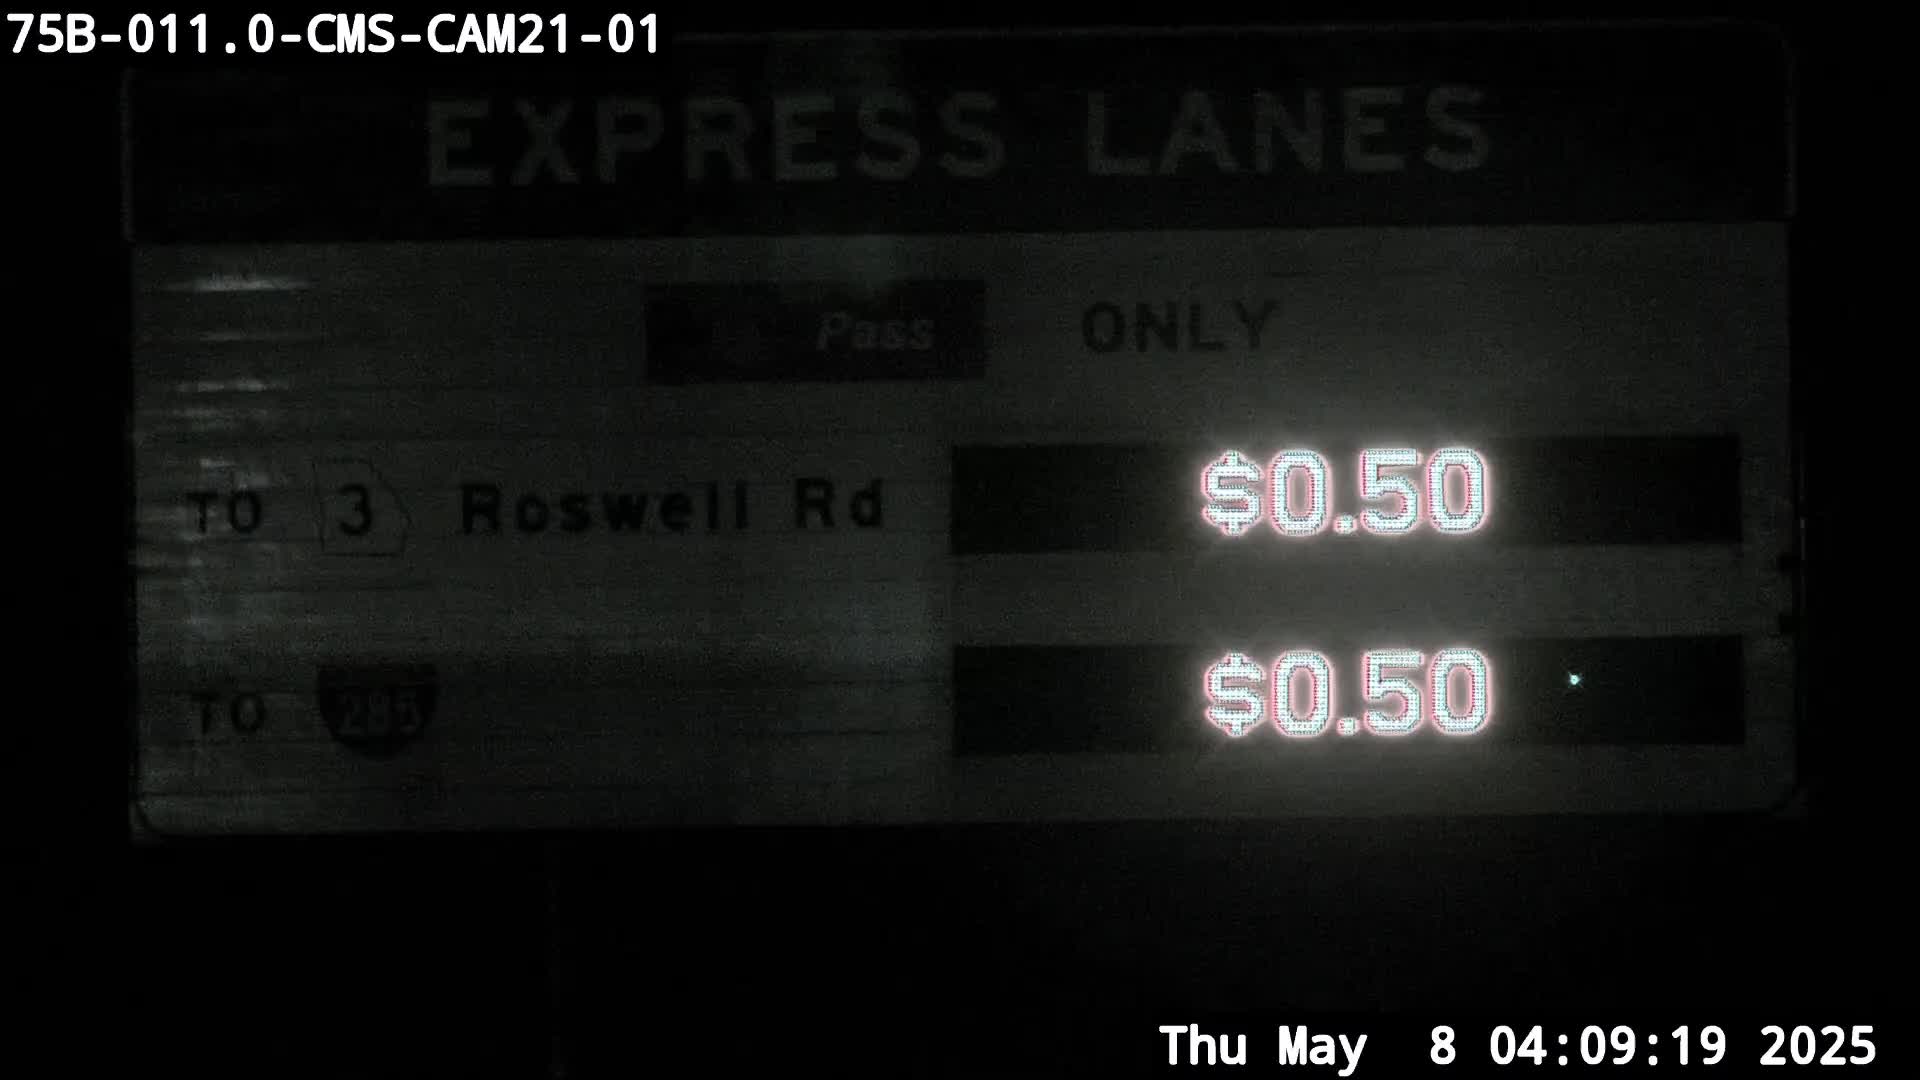 75B-011.0-CMS-CAM21-01
EXPRESS LANES
Pass ONLY
TO 3 Roswell Rd $0.50
TO 285 $0.50
Thu May 8 04:09:19 2025